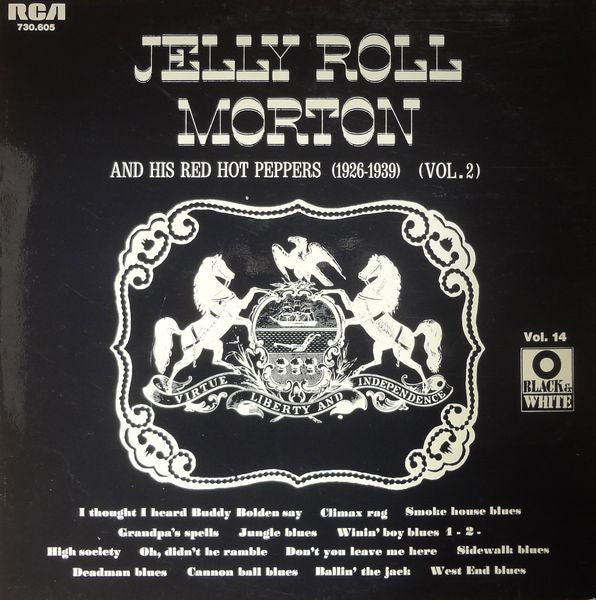 RCA
730.605
JELLY ROLL
MORTON
AND HIS RED HOT PEPPERS (1926-1939) (VOL.2)
VIRTUE
LIBERTY AND
INDEPENDENCE
Vol. 14
BLACK &
WHITE
I thought I heard Buddy Bolden say Climax rag Smoke house blues
Grandpa's spells Jungle blues Winin' boy blues 1 - 2 -
High society Oh, didn't he ramble Don't you leave me here Sidewalk blues
Deadman blues Cannon ball blues Ballin' the jack West End blues